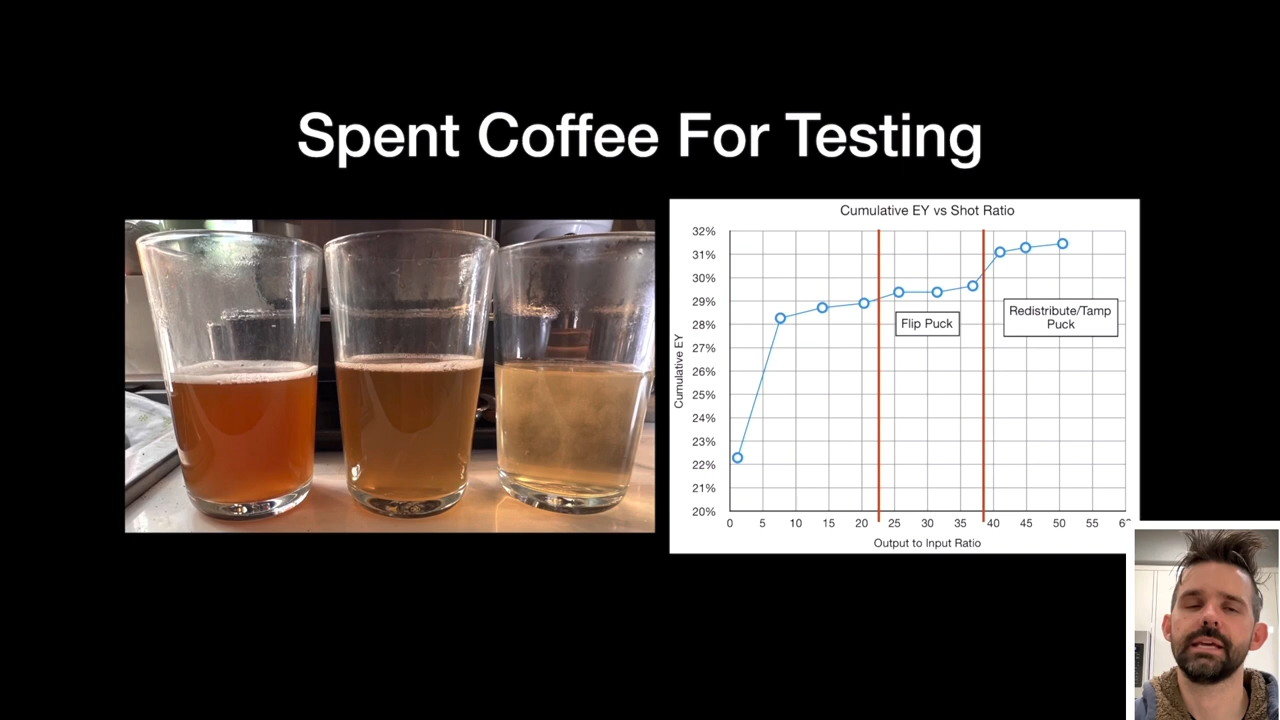 Spent Coffee For Testing
Cumulative EY vs Shot Ratio
32%
31%
30%
29%
28%
27%
26%
25%
24%
23%
22%
21%
20%
Cumulative EY
Flip Puck
Redistribute/Tamp
Puck
0 5 10 15 20 25 30 35 40 45 50 55
Output to Input Ratio